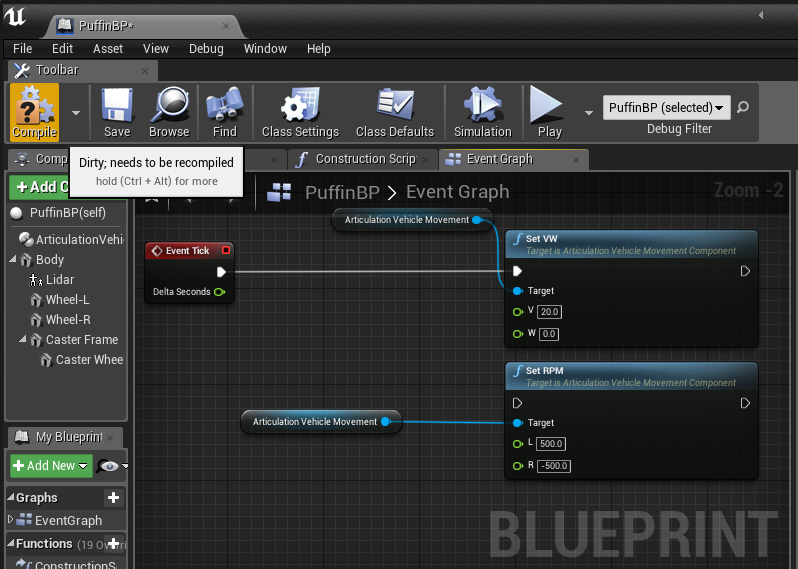 PuffinBP*
File Edit Asset View Debug Window Help
Toolbar
Compile Save Browse Find Class Settings Class Defaults Simulation Play
PuffinBP (selected)
Debug Filter
Comp
Construction Scrip
Event Graph
Dirty; needs to be recompiled
hold (Ctrl + Alt) for more
+ Add C
PuffinBP > Event Graph
Zoom -2
PuffinBP(self)
ArticulationVehi
Body
Lidar
Wheel-L
Wheel-R
Caster Frame
Caster Whee
My Blueprint
+ Add New
Graphs
EventGraph
Functions (19 Overri
ConstructionS
Articulation Vehicle Movement
Event Tick
Delta Seconds
Set VW
Target is Articulation Vehicle Movement Component
Target
V 20.0
W 0.0
Set RPM
Target is Articulation Vehicle Movement Component
Articulation Vehicle Movement
Target
L 500.0
R -500.0
BLUEPRINT